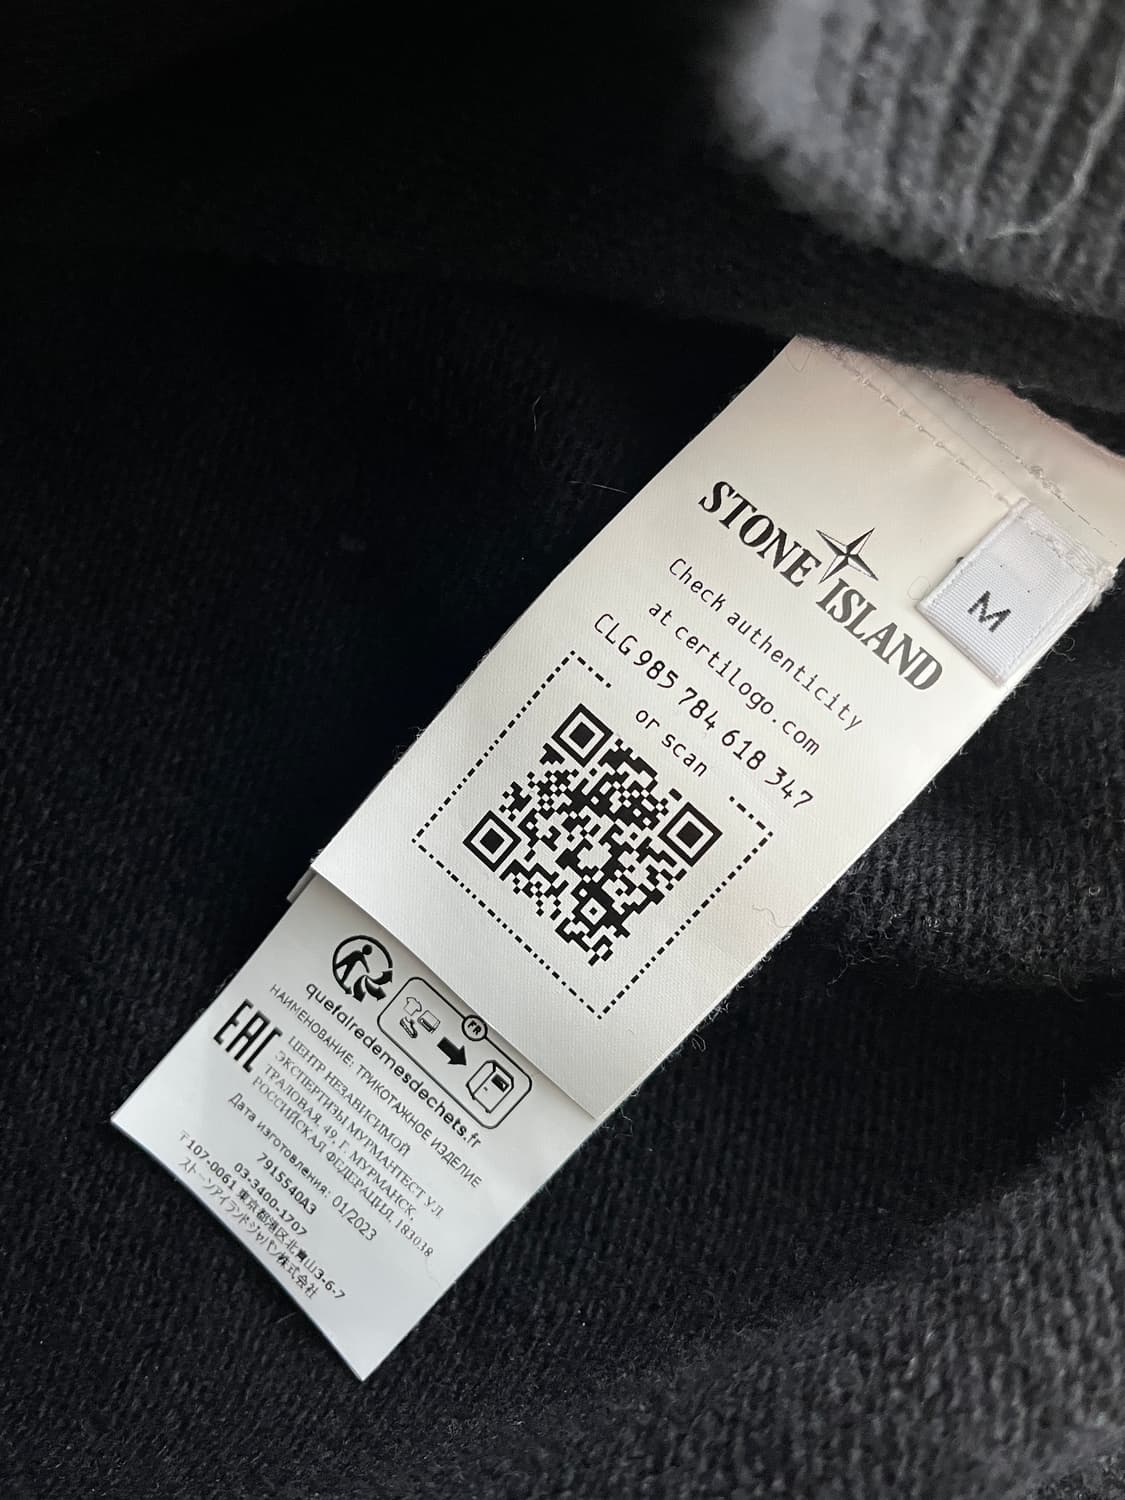 STONE ISLAND
M
Check authenticity
at certilogo.com
CLG 985 784 618 347
or scan
FR
quefairedemesdechets.fr
НАИМЕНОВАНИЕ: ТРИКОТАЖНОЕ ИЗДЕЛИЕ
EAC
ЦЕНТР НЕЗАВИСИМОЙ
ЭКСПЕРТИЗЫ МУРМАНТЕСТ УЛ.
ТРАЛОВАЯ, 49, Г. МУРМАНСК,
РОССИЙСКАЯ ФЕДЕРАЦИЯ, 183038
Дата изготовления: 01/2023
7915540A3
03-3400-1707
〒107-0061 東京都港区北青山3-6-7
ストーンアイランドジャパン株式会社